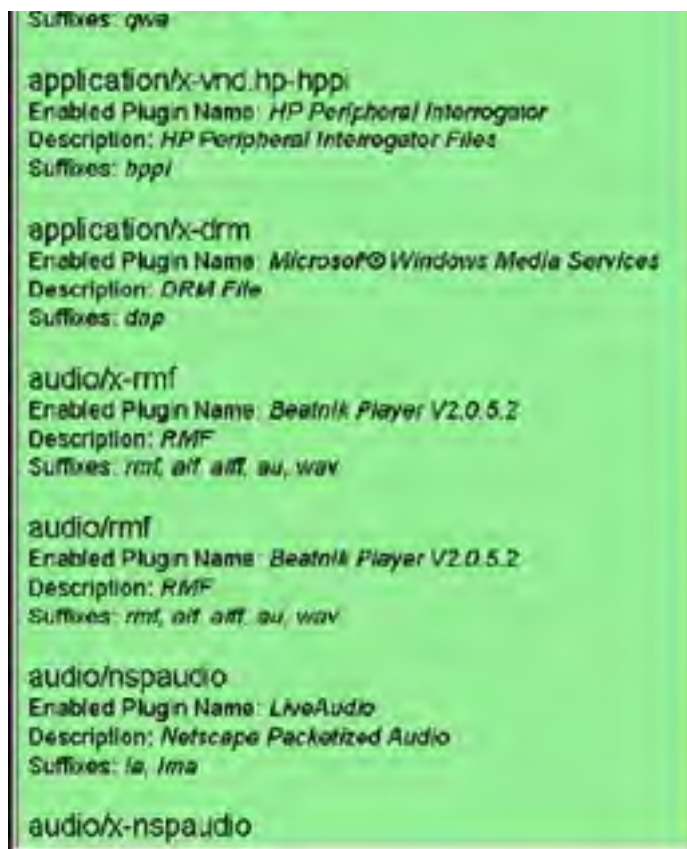 Suffixes: qwa
application/x-vnd.hp-hppi
Enabled Plugin Name: HP Peripheral Interrogator
Description: HP Peripheral Interrogator Files
Suffixes: hppi
application/x-drm
Enabled Plugin Name: Microsoft® Windows Media Services
Description: DRM File
Suffixes:
audio/x-rmf
Enabled Plugin Name: Beatnik Player V2.0.5.2
Description: RMF
Suffixes: rmf, aif, aiff, au, wav
audio/rmf
Enabled Plugin Name: Beatnik Player V2.0.5.2
Description: RMF
Suffixes: rmf, aif, aiff, au, wav
audio/nspaudio
Enabled Plugin Name: LiveAudio
Description: Netscape Packetized Audio
Suffixes: la, lma
audio/x-nspaudio